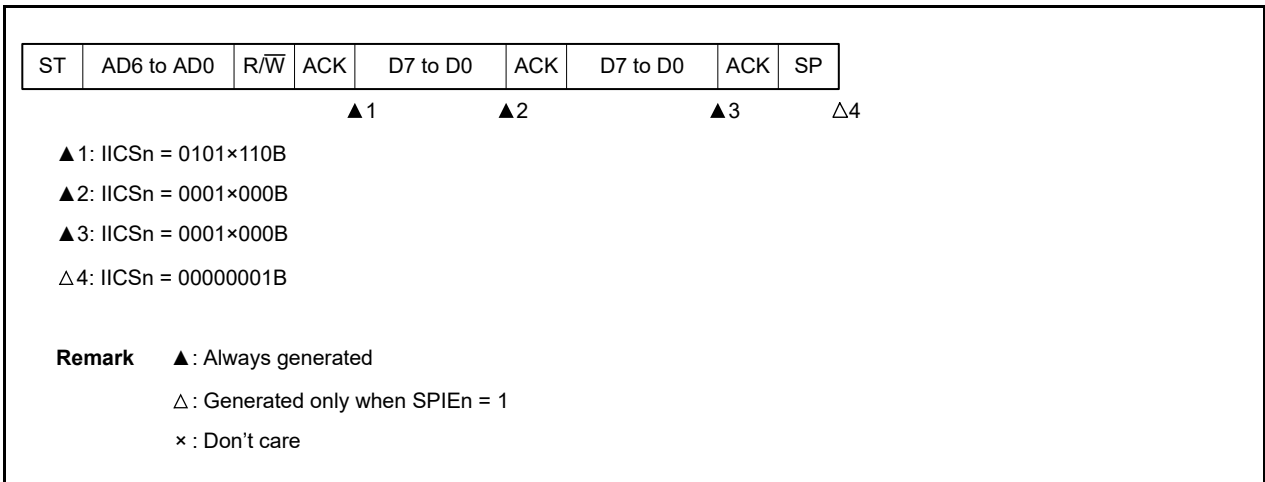 ST AD6 to AD0 R/W̅ ACK D7 to D0 ACK D7 to D0 ACK SP
▲1 ▲2 ▲3 △4
▲1: IICSn = 0101×110B
▲2: IICSn = 0001×000B
▲3: IICSn = 0001×000B
△4: IICSn = 00000001B
Remark ▲: Always generated
△: Generated only when SPIEn = 1
×: Don't care